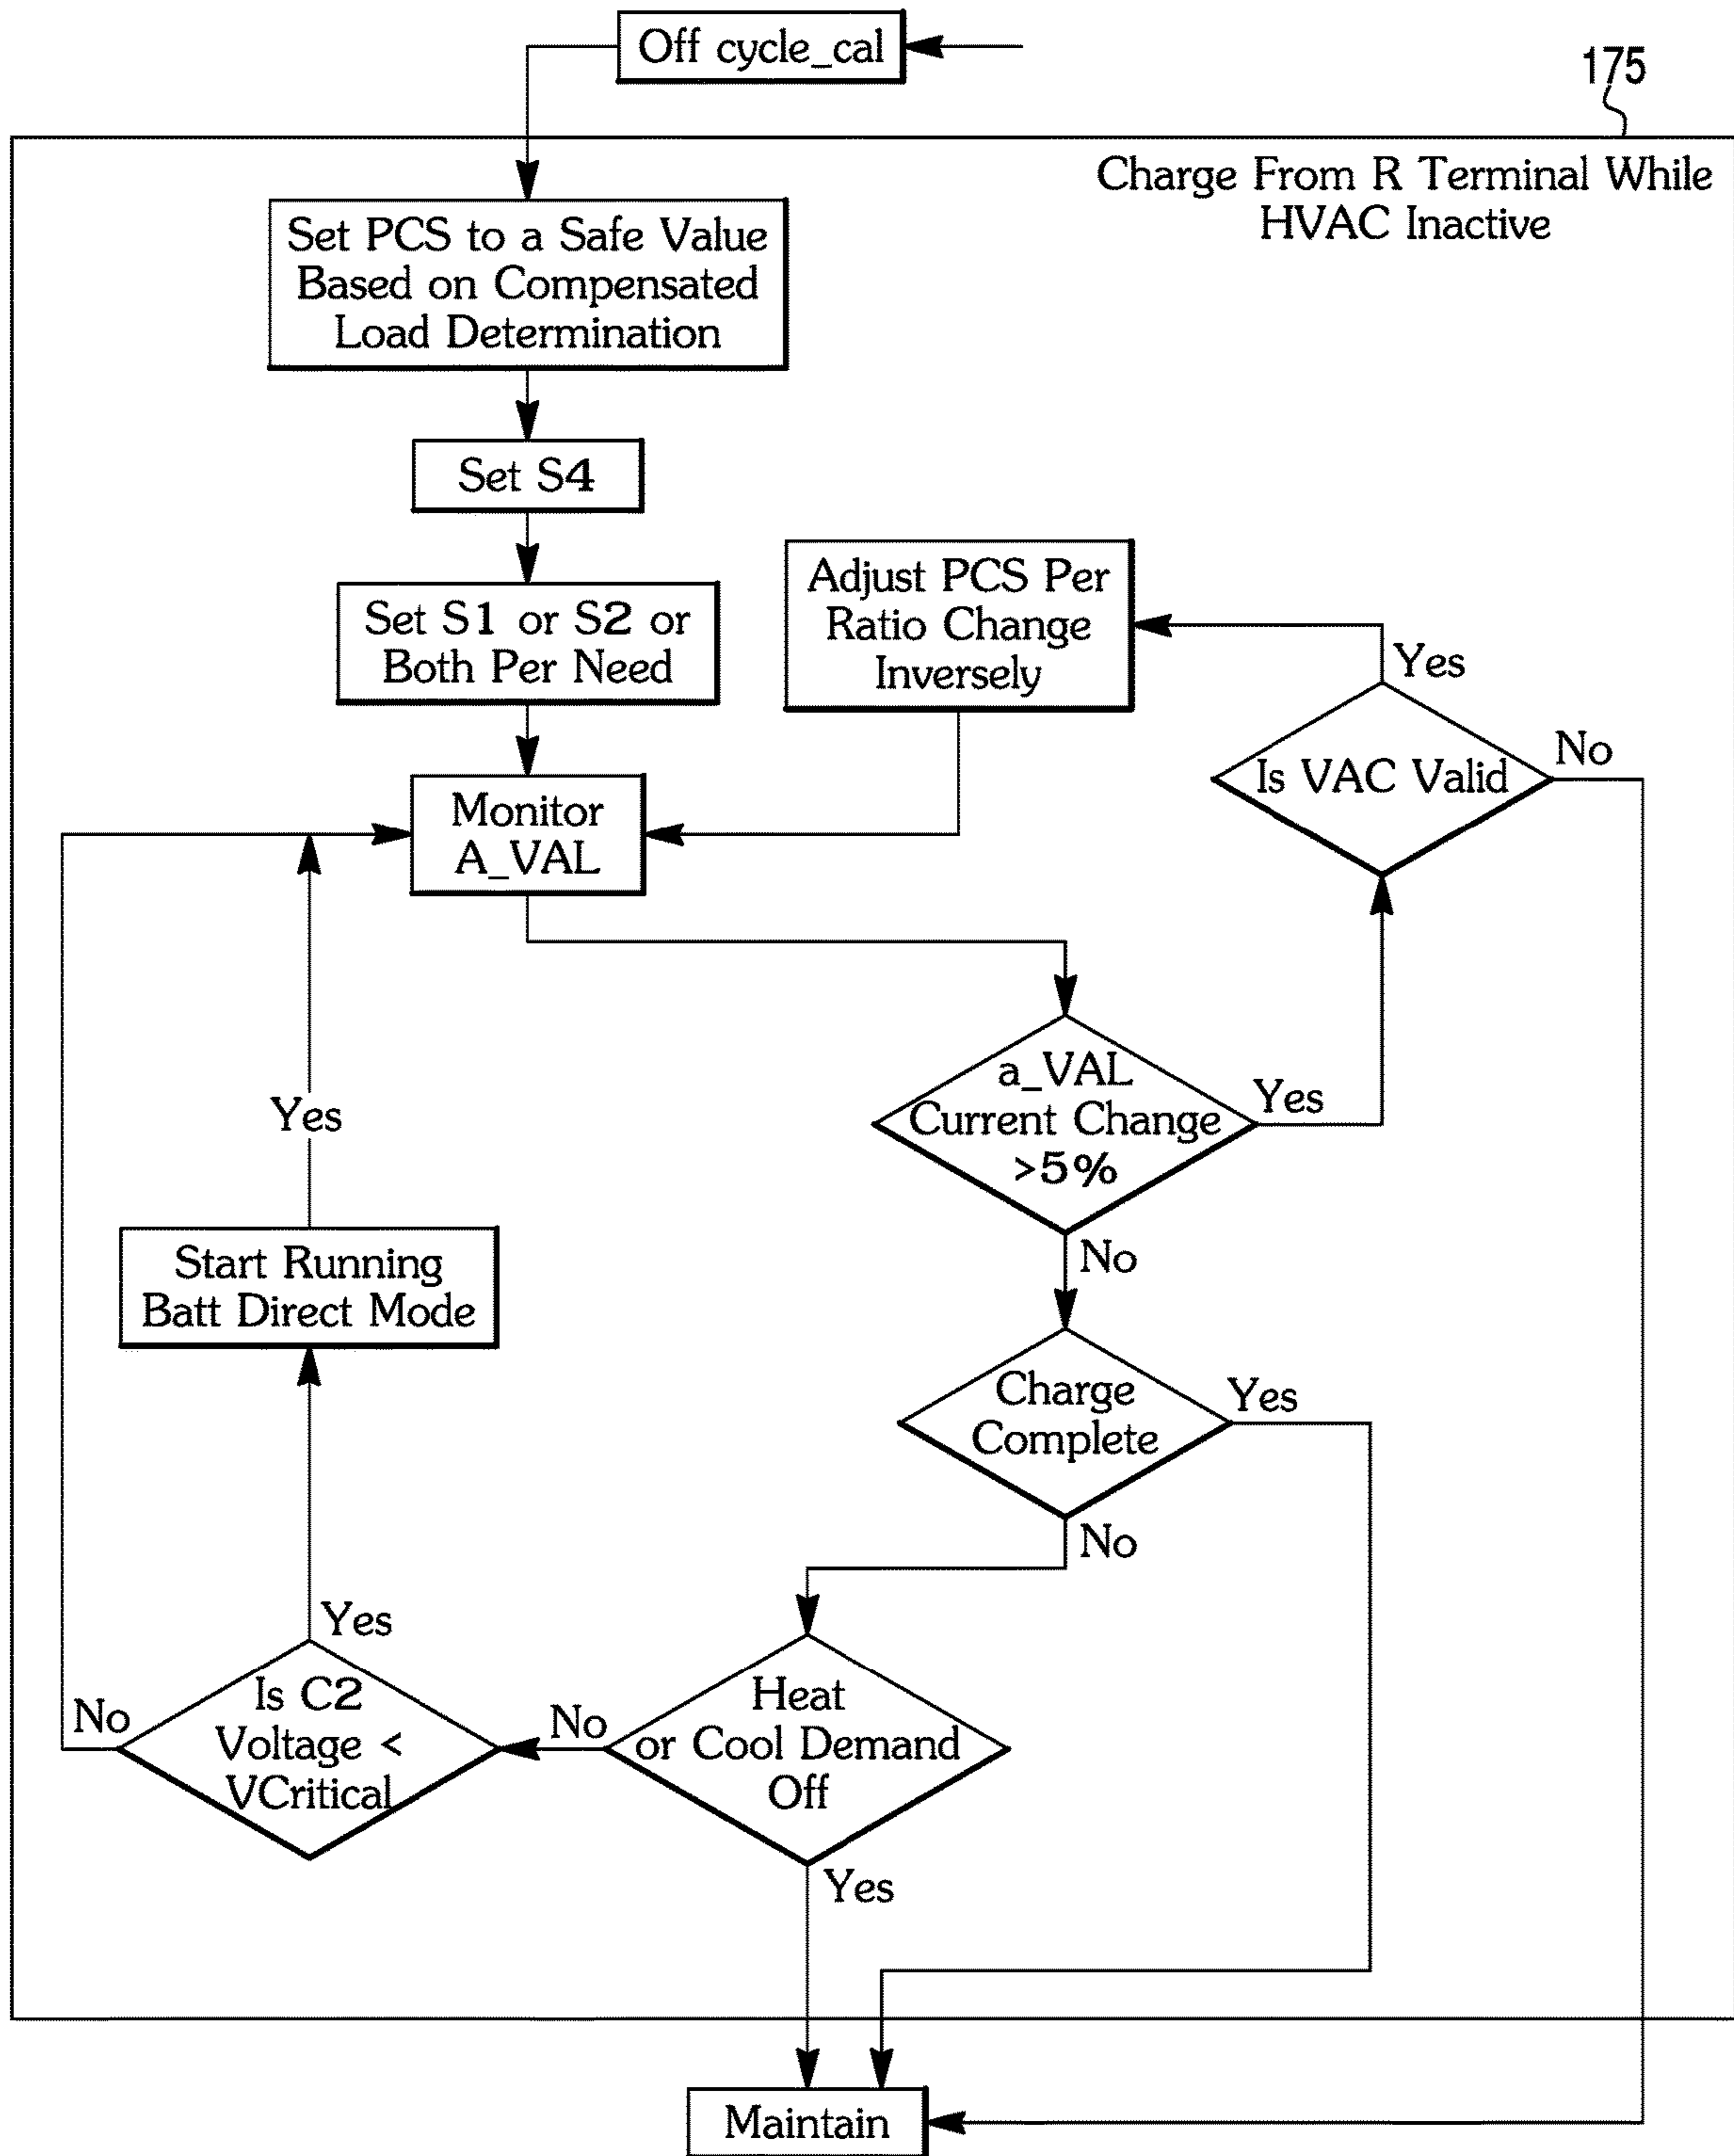 Off cycle_cal
175
Charge From R Terminal While
HVAC Inactive
Set PCS to a Safe Value
Based on Compensated
Load Determination
Set S4
Set S1 or S2 or
Both Per Need
Adjust PCS Per
Ratio Change
Inversely
Yes
Is VAC Valid
No
Monitor
A_VAL
a_VAL
Current Change
>5%
Yes
No
Yes
Start Running
Batt Direct Mode
Charge
Complete
Yes
No
Yes
Is C2
Voltage <
VCritical
No
No
Heat
or Cool Demand
Off
Yes
Maintain